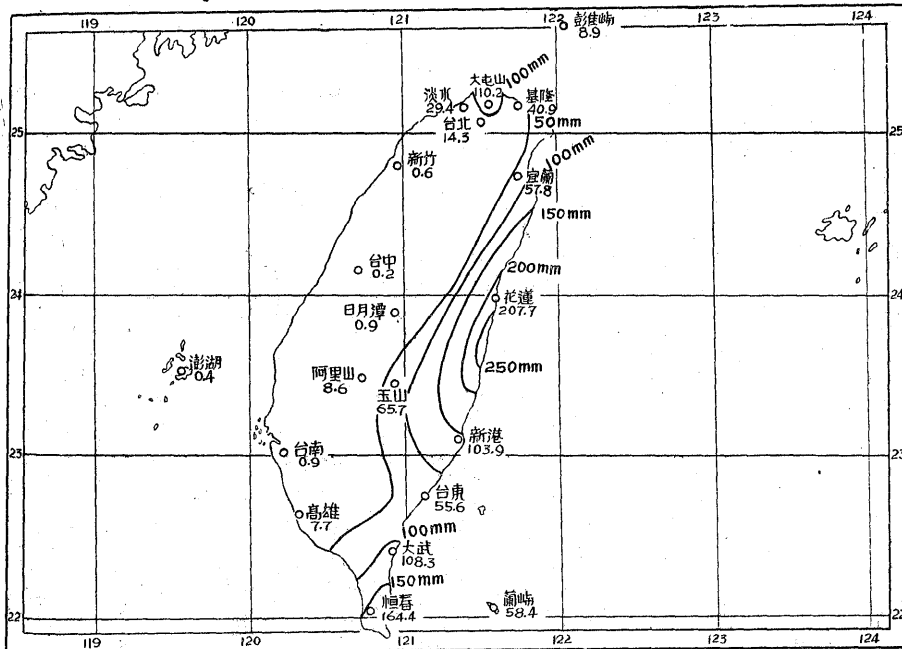 119 120 121 122 123 124
彭佳嶼
8.9
大屯山
110.2
100mm
淡水
29.4
基隆
40.9
台北
14.3
50mm
25
25
新竹
0.6
100mm
宜蘭
57.8
150mm
台中
0.2
200mm
24
24
花蓮
207.7
日月潭
0.9
澎湖
0.4
阿里山
8.6
250mm
玉山
65.7
新港
103.9
23
23
台南
0.9
台東
55.6
高雄
7.7
100mm
大武
108.3
150mm
恒春
164.4
蘭嶼
58.4
22
22
119 120 121 122 123 124